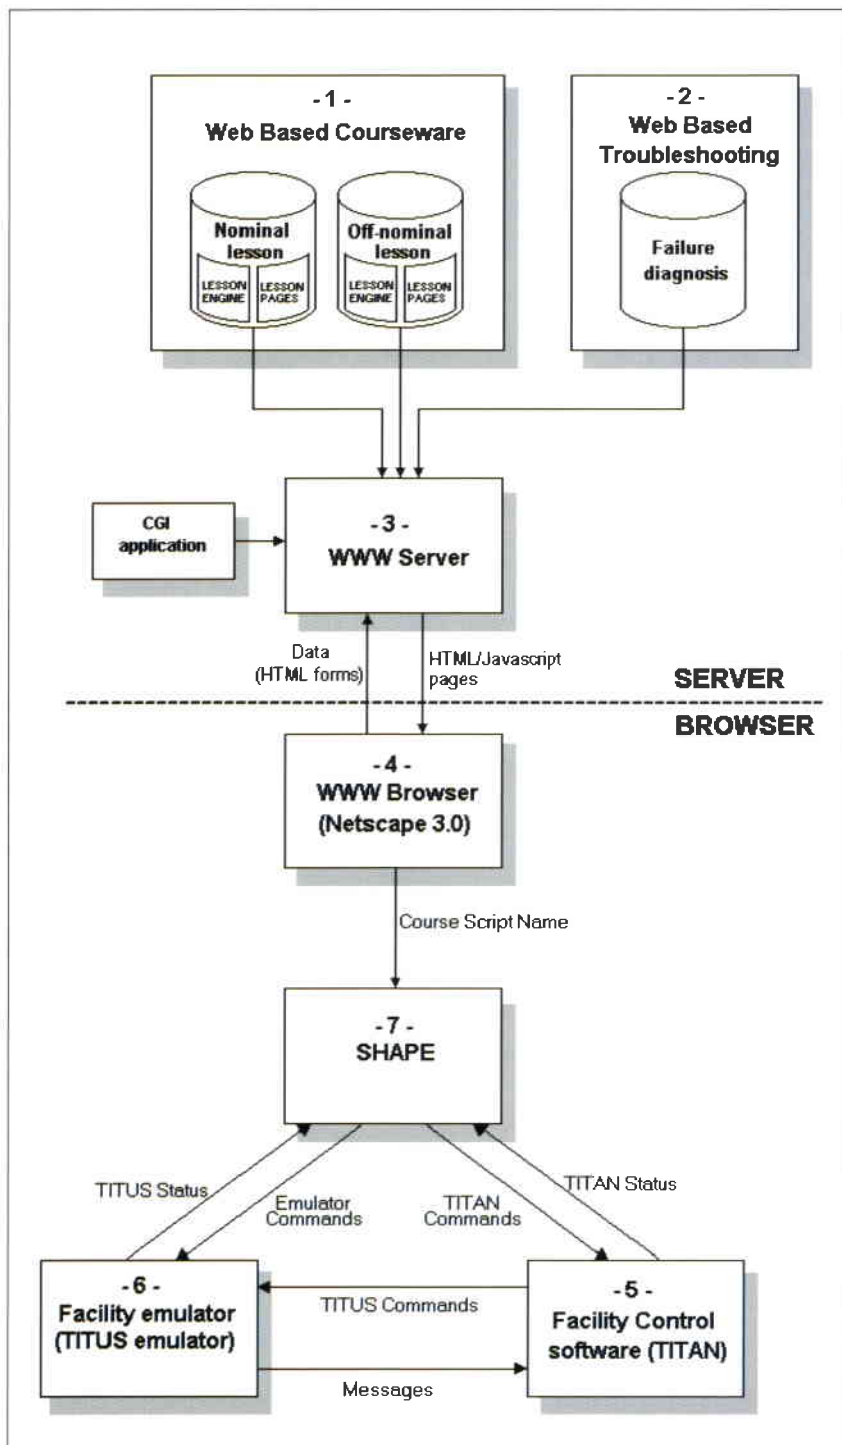 - 1 -
Web Based Courseware
Nominal
lesson
LESSON
ENGINE
LESSON
PAGES
Off-nominal
lesson
LESSON
ENGINE
LESSON
PAGES
- 2 -
Web Based
Troubleshooting
Failure
diagnosis
CGI
application
- 3 -
WWW Server
Data
(HTML forms)
HTML/Javascript
pages
SERVER
BROWSER
- 4 -
WWW Browser
(Netscape 3.0)
Course Script Name
- 7 -
SHAPE
TITUS Status
Emulator
Commands
TITAN
Commands
TITAN Status
- 6 -
Facility emulator
(TITUS emulator)
TITUS Commands
Messages
- 5 -
Facility Control
software (TITAN)